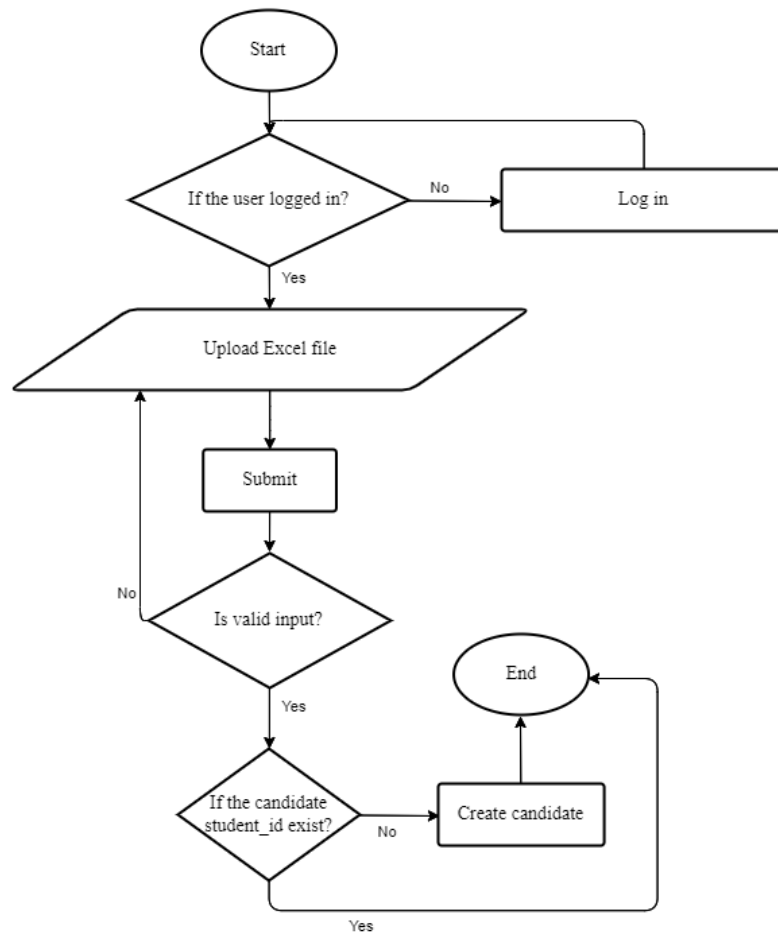 Start
If the user logged in?
No
Log in
Yes
Upload Excel file
Submit
No
Is valid input?
Yes
End
If the candidate
student_id exist?
No
Create candidate
Yes